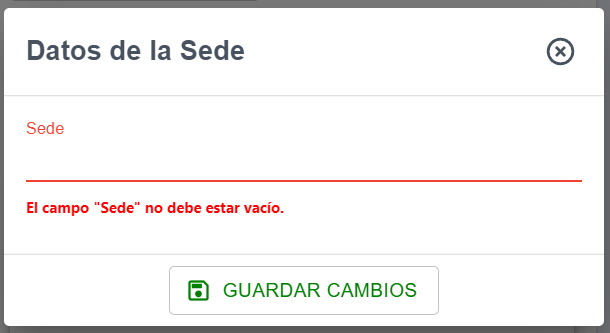 Datos de la Sede
Sede
El campo "Sede" no debe estar vacío.
GUARDAR CAMBIOS